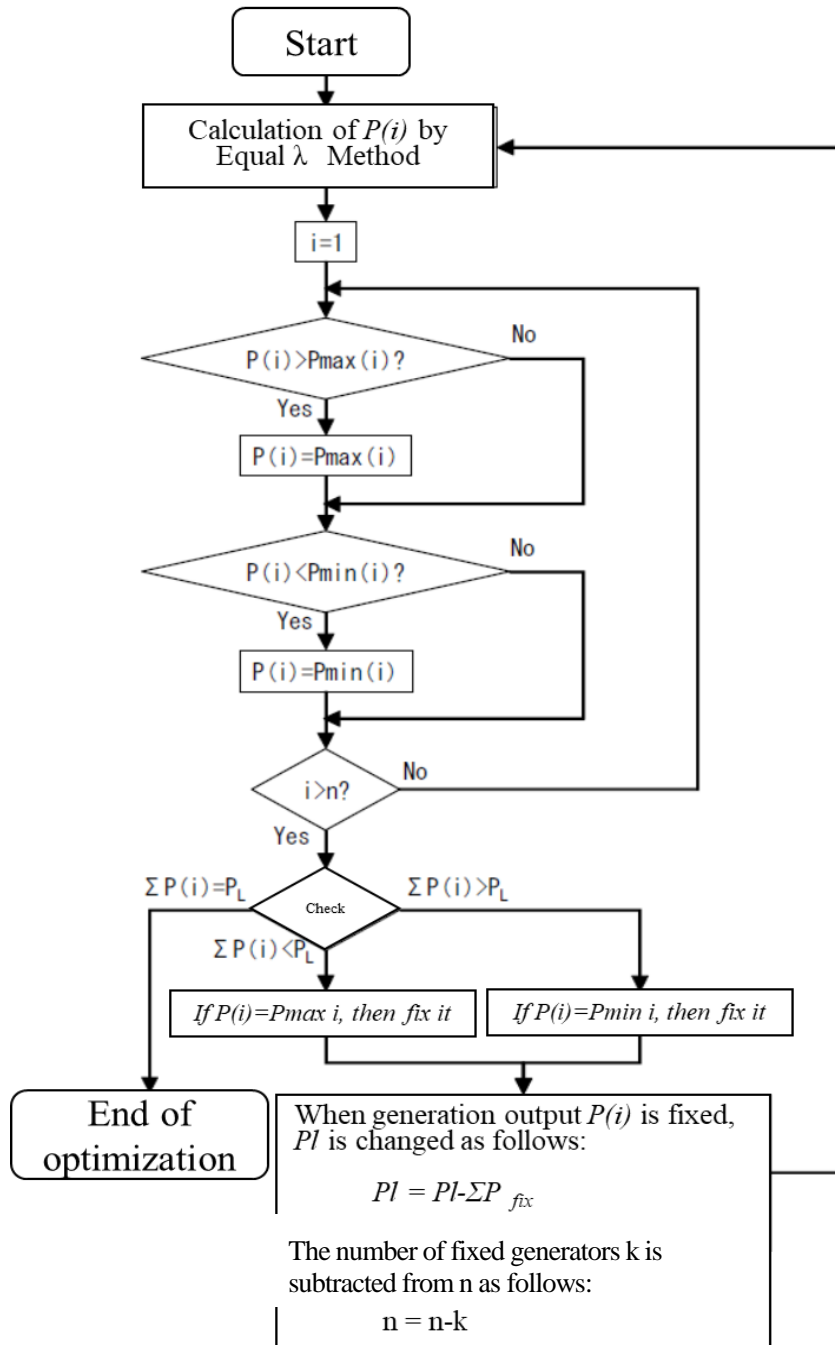 Start
Calculation of P(i) by
Equal λ Method
i=1
P(i)>Pmax(i)?
No
Yes
P(i)=Pmax(i)
P(i)<Pmin(i)?
No
Yes
P(i)=Pmin(i)
i>n?
No
Yes
ΣP(i)=PL
Check
ΣP(i)>PL
ΣP(i)<PL
If P(i)=Pmax i, then fix it
If P(i)=Pmin i, then fix it
End of
optimization
When generation output P(i) is fixed,
Pl is changed as follows:
Pl = Pl-ΣP fix
The number of fixed generators k is
subtracted from n as follows:
n = n-k